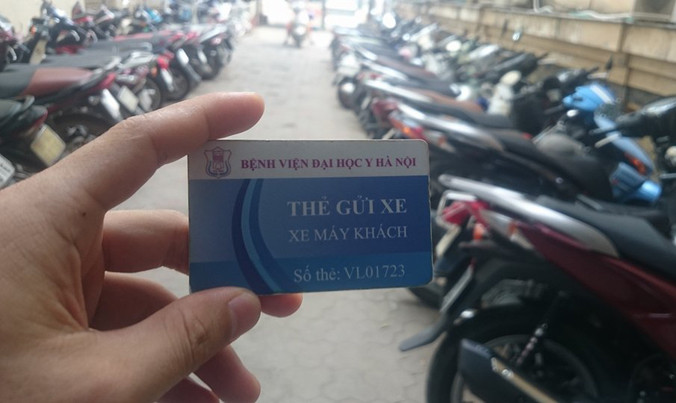 BỆNH VIỆN ĐẠI HỌC Y HÀ NỘI
THẺ GỬI XE
XE MÁY KHÁCH
Số thẻ: VL01723